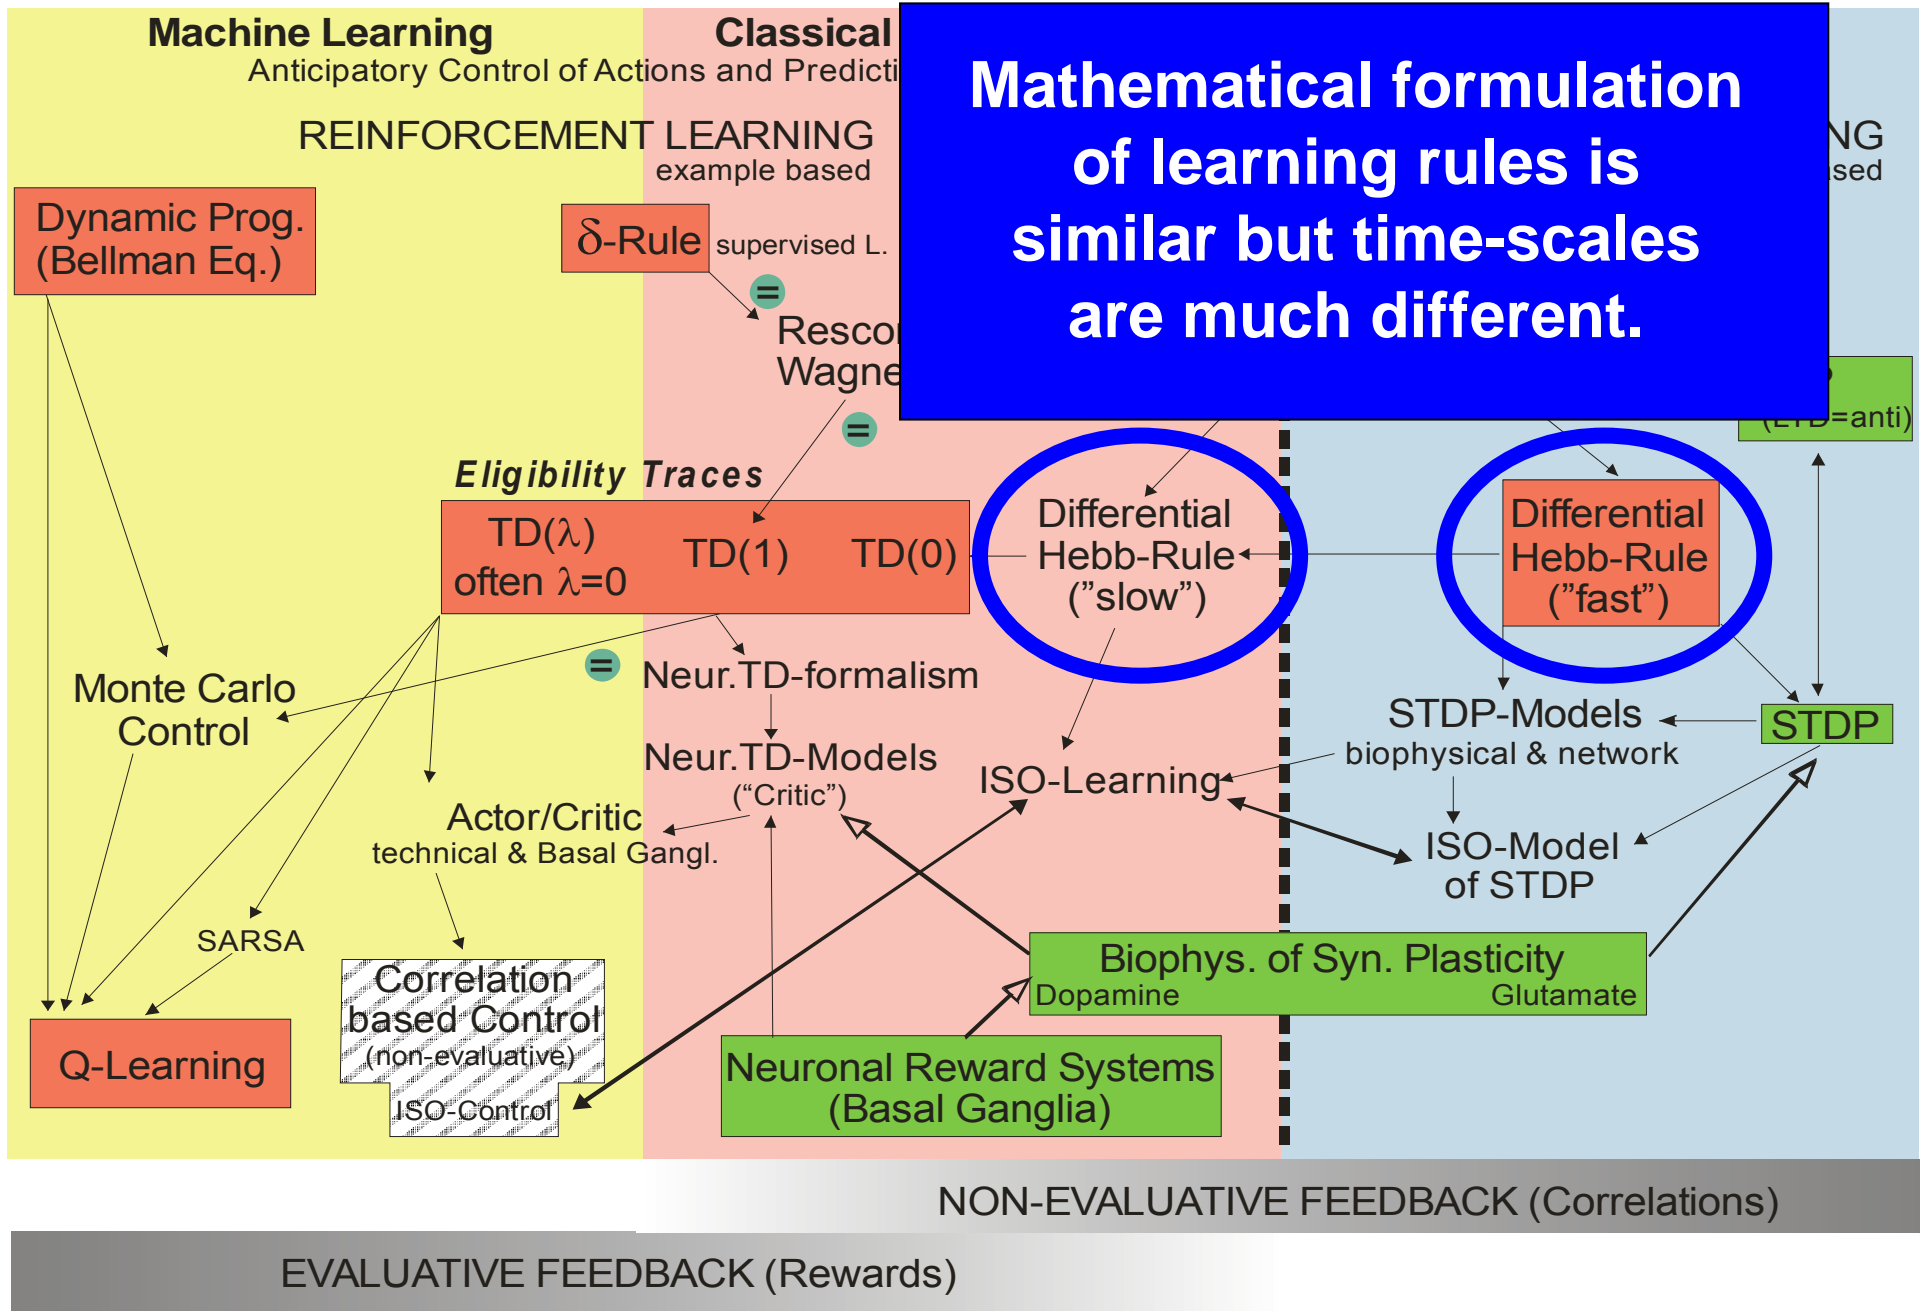 Machine Learning
Classical
Anticipatory Control of Actions and
REINFORCEMENT LEARNING
example based
Mathematical formulation
of learning rules is
similar but time-scales
are much different.
Dynamic Prog.
(Bellman Eq.)
δ-Rule supervised L.
=
=
(LTD=anti)
Eligibility Traces
TD(λ)
often λ=0
TD(1)
TD(0)
Differential
Hebb-Rule
("slow")
Differential
Hebb-Rule
("fast")
=
Monte Carlo
Control
Neur.TD-formalism
Neur.TD-Models
("Critic")
ISO-Learning
STDP-Models
biophysical & network
STDP
Actor/Critic
technical & Basal Gangl.
ISO-Model
of STDP
SARSA
Correlation
based Control
(non-evaluative)
ISO-Control
Biophys. of Syn. Plasticity
Dopamine Glutamate
Q-Learning
Neuronal Reward Systems
(Basal Ganglia)
NON-EVALUATIVE FEEDBACK (Correlations)
EVALUATIVE FEEDBACK (Rewards)